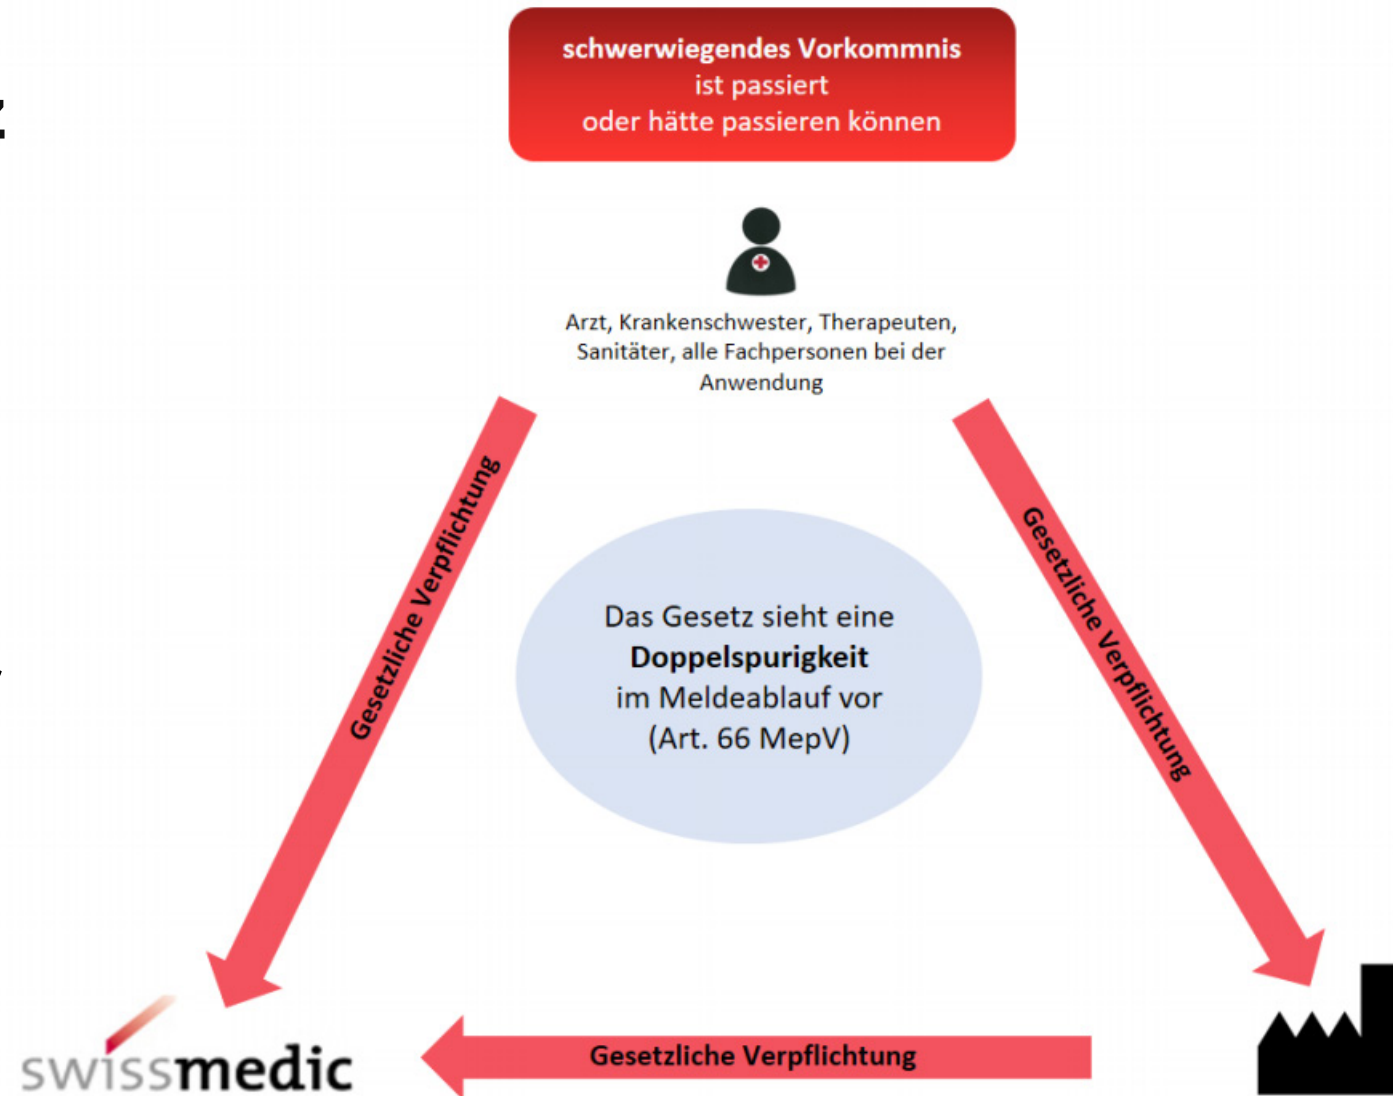 schwerwiegendes Vorkommnis
ist passiert
oder hätte passieren können
Arzt, Krankenschwester, Therapeuten,
Sanitäter, alle Fachpersonen bei der
Anwendung
Gesetzliche Verpflichtung
Gesetzliche Verpflichtung
Das Gesetz sieht eine
Doppelspurigkeit
im Meldeablauf vor
(Art. 66 MepV)
swissmedic
Gesetzliche Verpflichtung